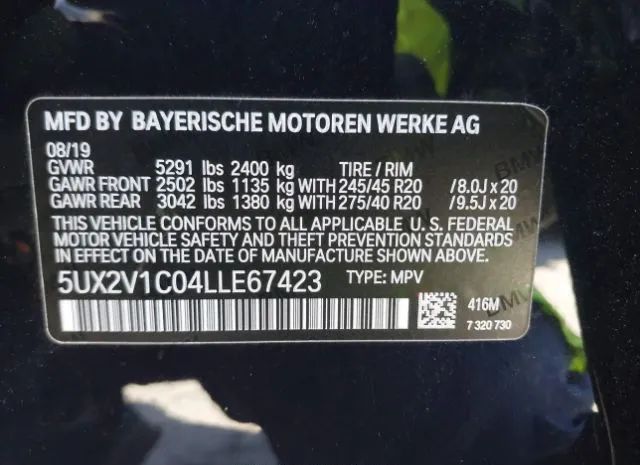 MFD BY BAYERISCHE MOTOREN WERKE AG
08/19
GVWR 5291 lbs 2400 kg TIRE / RIM
GAWR FRONT 2502 lbs 1135 kg WITH 245/45 R20 /8.0J x 20
GAWR REAR 3042 lbs 1380 kg WITH 275/40 R20 /9.5J x 20
THIS VEHICLE CONFORMS TO ALL APPLICABLE U.S. FEDERAL
MOTOR VEHICLE SAFETY AND THEFT PREVENTION STANDARDS
IN EFFECT ON THE DATE OF MANUFACTURE SHOWN ABOVE.
5UX2V1C04LLE67423 TYPE: MPV
416M
7 320 730